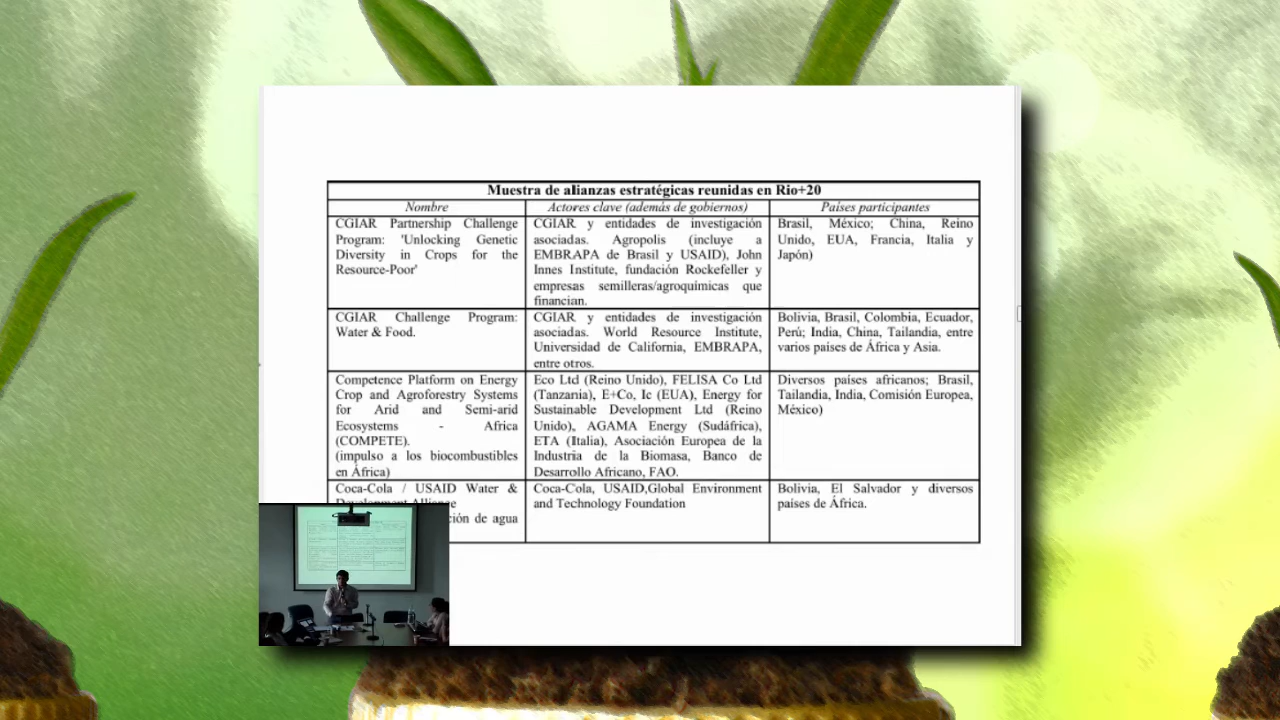 Muestra de alianzas estratégicas reunidas en Rio+20
Nombre
Actores clave (además de gobiernos)
Países participantes
CGIAR Partnership Challenge
Program: 'Unlocking Genetic
Diversity in Crops for the
Resource-Poor'
CGIAR y entidades de investigación
asociadas. Agropolis (incluye a
EMBRAPA de Brasil y USAID), John
Innes Institute, fundación Rockefeller y
empresas semilleras/agroquímicas que
financian.
Brasil, México; China, Reino
Unido, EUA, Francia, Italia y
Japón)
CGIAR Challenge Program:
Water & Food.
CGIAR y entidades de investigación
asociadas. World Resource Institute,
Universidad de California, EMBRAPA,
entre otros.
Bolivia, Brasil, Colombia, Ecuador,
Perú; India, China, Tailandia, entre
varios países de África y Asia.
Competence Platform on Energy
Crop and Agroforestry Systems
for Arid and Semi-arid
Ecosystems - Africa
(COMPETE).
(impulso a los biocombustibles
en África)
Eco Ltd (Reino Unido), FELISA Co Ltd
(Tanzania), E+Co, Ic (EUA), Energy for
Sustainable Development Ltd (Reino
Unido), AGAMA Energy (Sudáfrica),
ETA (Italia), Asociación Europea de la
Industria de la Biomasa, Banco de
Desarrollo Africano, FAO.
Diversos países africanos; Brasil,
Tailandia, India, Comisión Europea,
México)
Coca-Cola / USAID Water &
Development Alliance
ción de agua
Coca-Cola, USAID,Global Environment
and Technology Foundation
Bolivia, El Salvador y diversos
países de África.